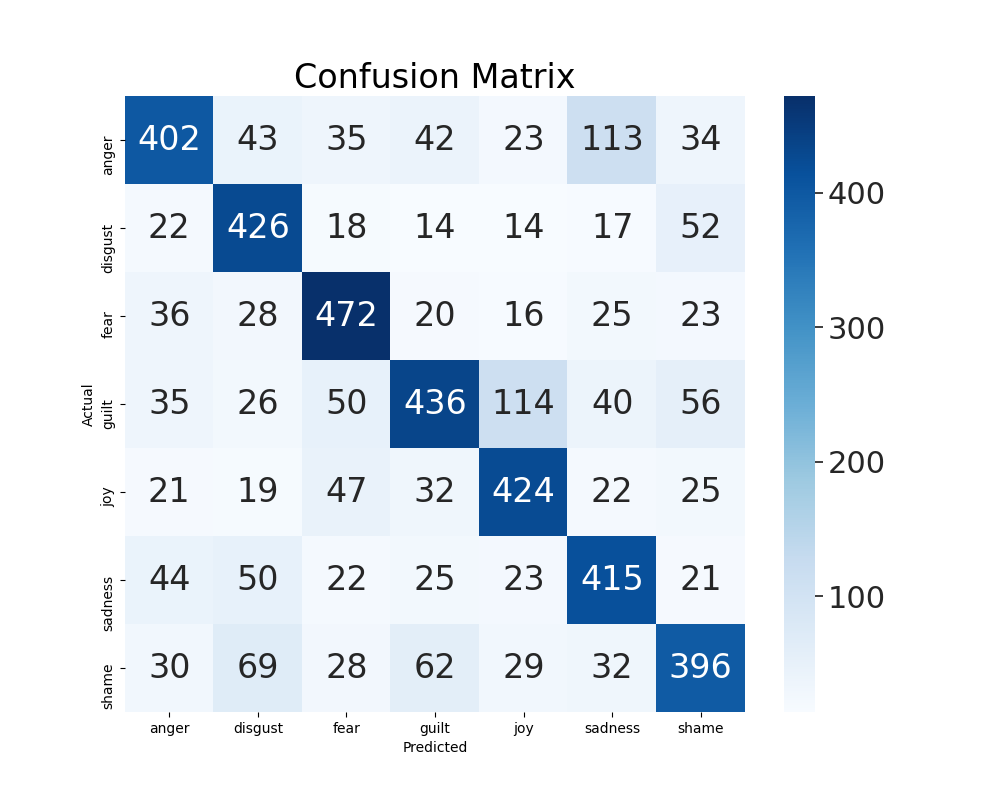 Confusion Matrix
anger 402 43 35 42 23 113 34
disgust 22 426 18 14 14 17 52
fear 36 28 472 20 16 25 23
guilt 35 26 50 436 114 40 56
joy 21 19 47 32 424 22 25
sadness 44 50 22 25 23 415 21
shame 30 69 28 62 29 32 396
Actual
anger disgust fear guilt joy sadness shame
Predicted
400
300
200
100